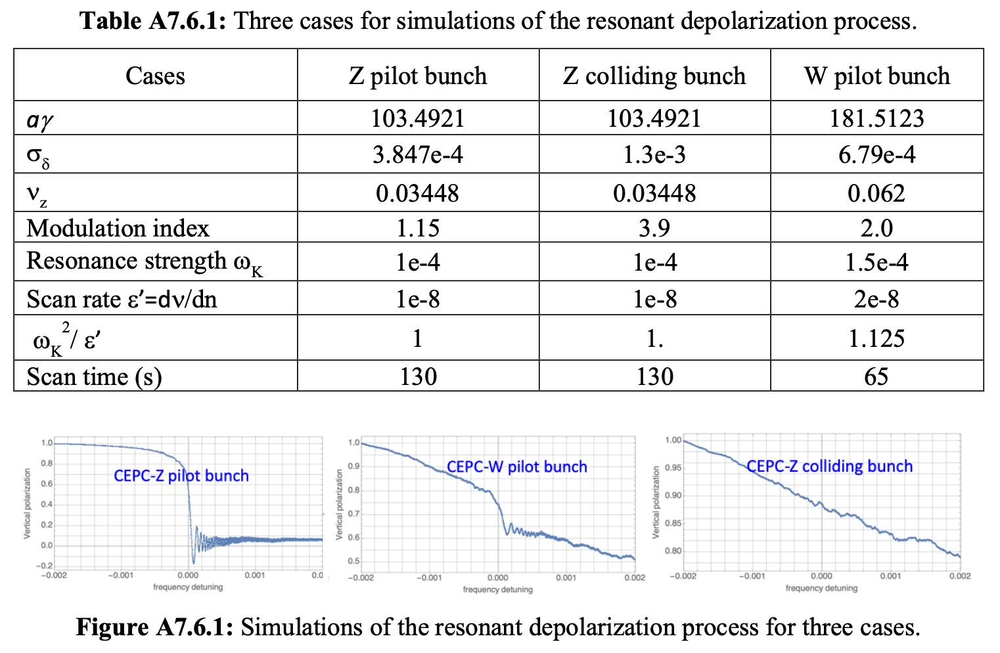 Table A7.6.1: Three cases for simulations of the resonant depolarization process.
Cases Z pilot bunch Z colliding bunch W pilot bunch
aγ 103.4921 103.4921 181.5123
σδ 3.847e-4 1.3e-3 6.79e-4
νz 0.03448 0.03448 0.062
Modulation index 1.15 3.9 2.0
Resonance strength ωK 1e-4 1e-4 1.5e-4
Scan rate ε′=dν/dn 1e-8 1e-8 2e-8
ωK2/ ε′ 1 1. 1.125
Scan time (s) 130 130 65
Vertical polarization
1.0
0.8
0.6
0.4
0.2
0.0
−0.2
CEPC-Z pilot bunch
−0.002 −0.001 0.000 0.001 0.0
frequency detuning
Vertical polarization
1.0
0.9
0.8
0.7
0.6
0.5
CEPC-W pilot bunch
−0.002 −0.001 0.000 0.001 0.002
frequency detuning
Vertical polarization
1.00
0.95
0.90
0.85
0.80
CEPC-Z colliding bunch
−0.002 −0.001 0.000 0.001 0.002
frequency detuning
Figure A7.6.1: Simulations of the resonant depolarization process for three cases.